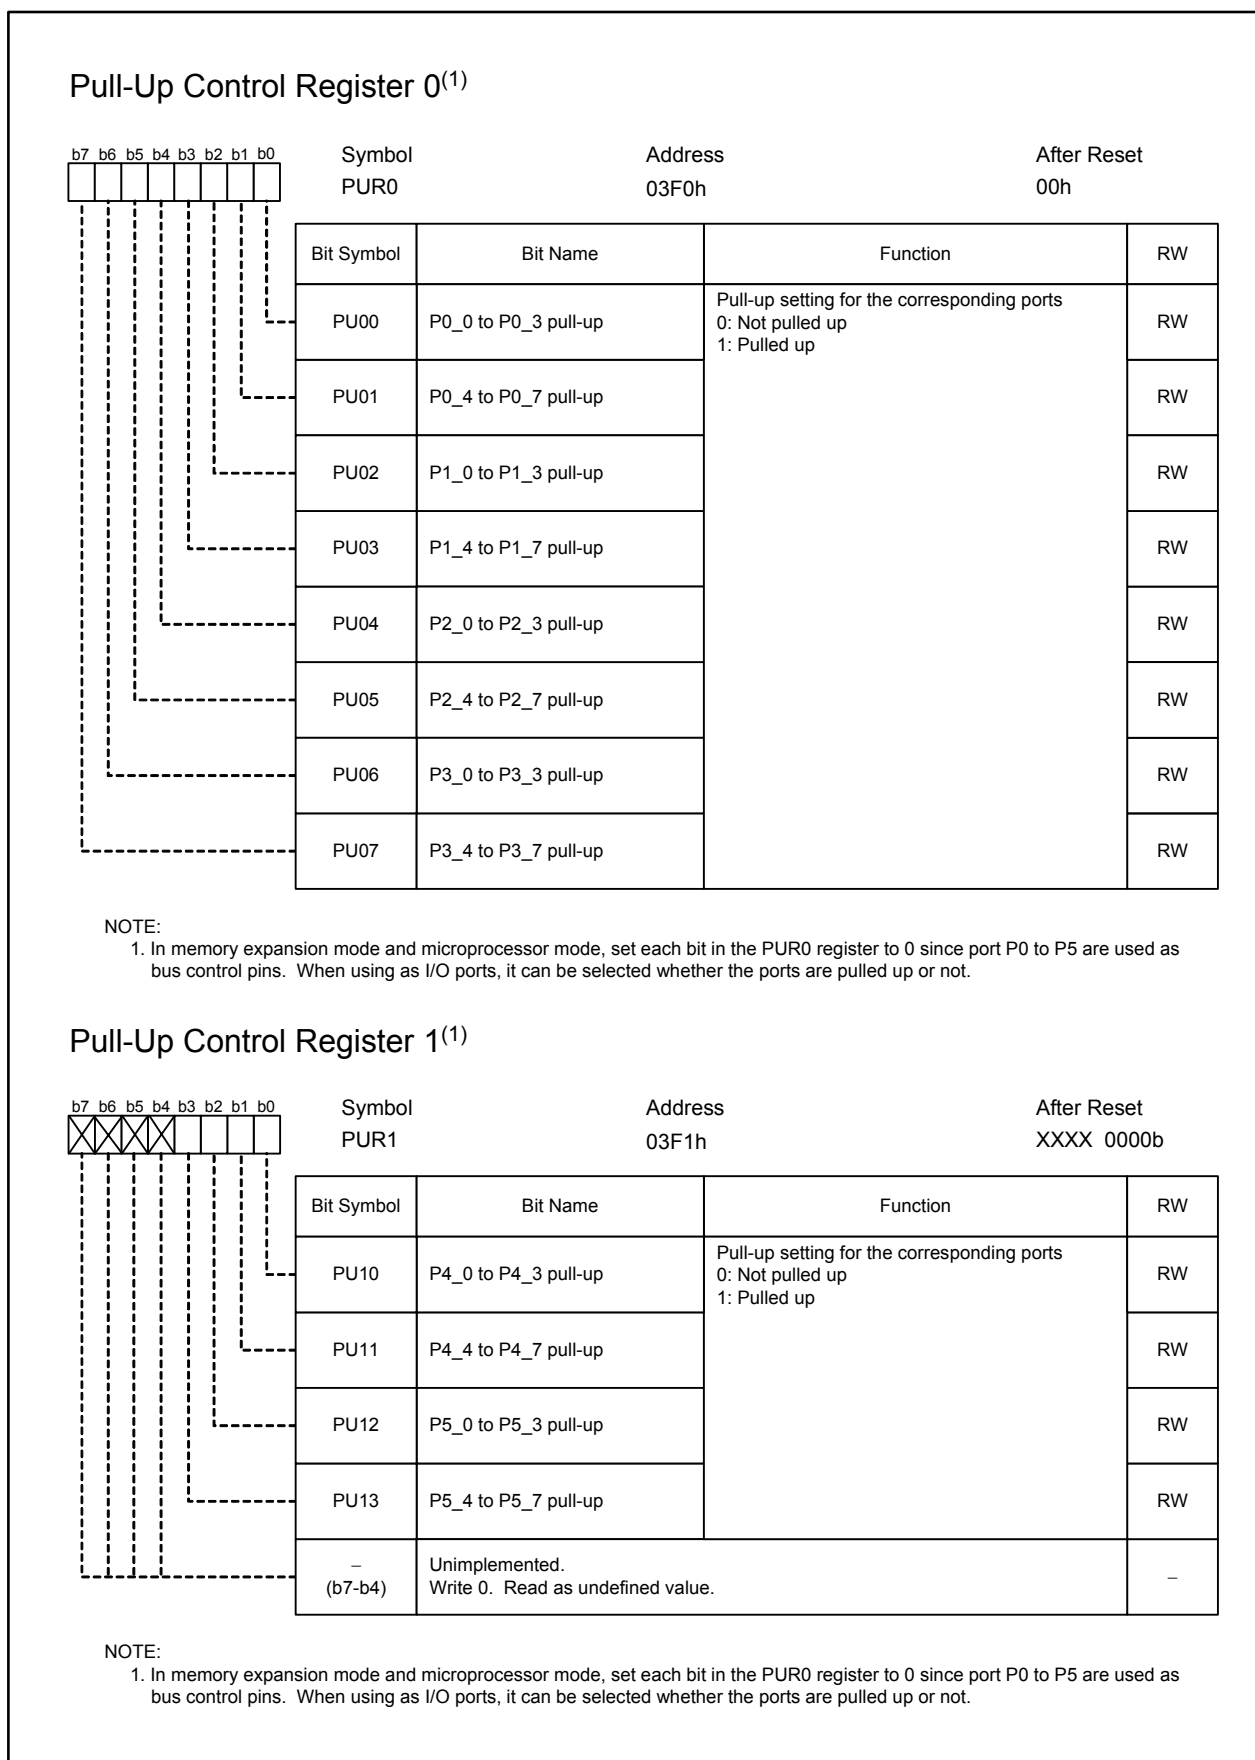 Pull-Up Control Register 0(1)
b7 b6 b5 b4 b3 b2 b1 b0
Symbol Address After Reset
PUR0 03F0h 00h
Bit Symbol Bit Name Function RW
PU00 P0_0 to P0_3 pull-up Pull-up setting for the corresponding ports RW
0: Not pulled up
1: Pulled up
PU01 P0_4 to P0_7 pull-up RW
PU02 P1_0 to P1_3 pull-up RW
PU03 P1_4 to P1_7 pull-up RW
PU04 P2_0 to P2_3 pull-up RW
PU05 P2_4 to P2_7 pull-up RW
PU06 P3_0 to P3_3 pull-up RW
PU07 P3_4 to P3_7 pull-up RW
NOTE:
1. In memory expansion mode and microprocessor mode, set each bit in the PUR0 register to 0 since port P0 to P5 are used as
bus control pins. When using as I/O ports, it can be selected whether the ports are pulled up or not.
Pull-Up Control Register 1(1)
b7 b6 b5 b4 b3 b2 b1 b0
Symbol Address After Reset
PUR1 03F1h XXXX 0000b
Bit Symbol Bit Name Function RW
PU10 P4_0 to P4_3 pull-up Pull-up setting for the corresponding ports RW
0: Not pulled up
1: Pulled up
PU11 P4_4 to P4_7 pull-up RW
PU12 P5_0 to P5_3 pull-up RW
PU13 P5_4 to P5_7 pull-up RW
– Unimplemented.
(b7-b4) Write 0. Read as undefined value. –
NOTE:
1. In memory expansion mode and microprocessor mode, set each bit in the PUR0 register to 0 since port P0 to P5 are used as
bus control pins. When using as I/O ports, it can be selected whether the ports are pulled up or not.